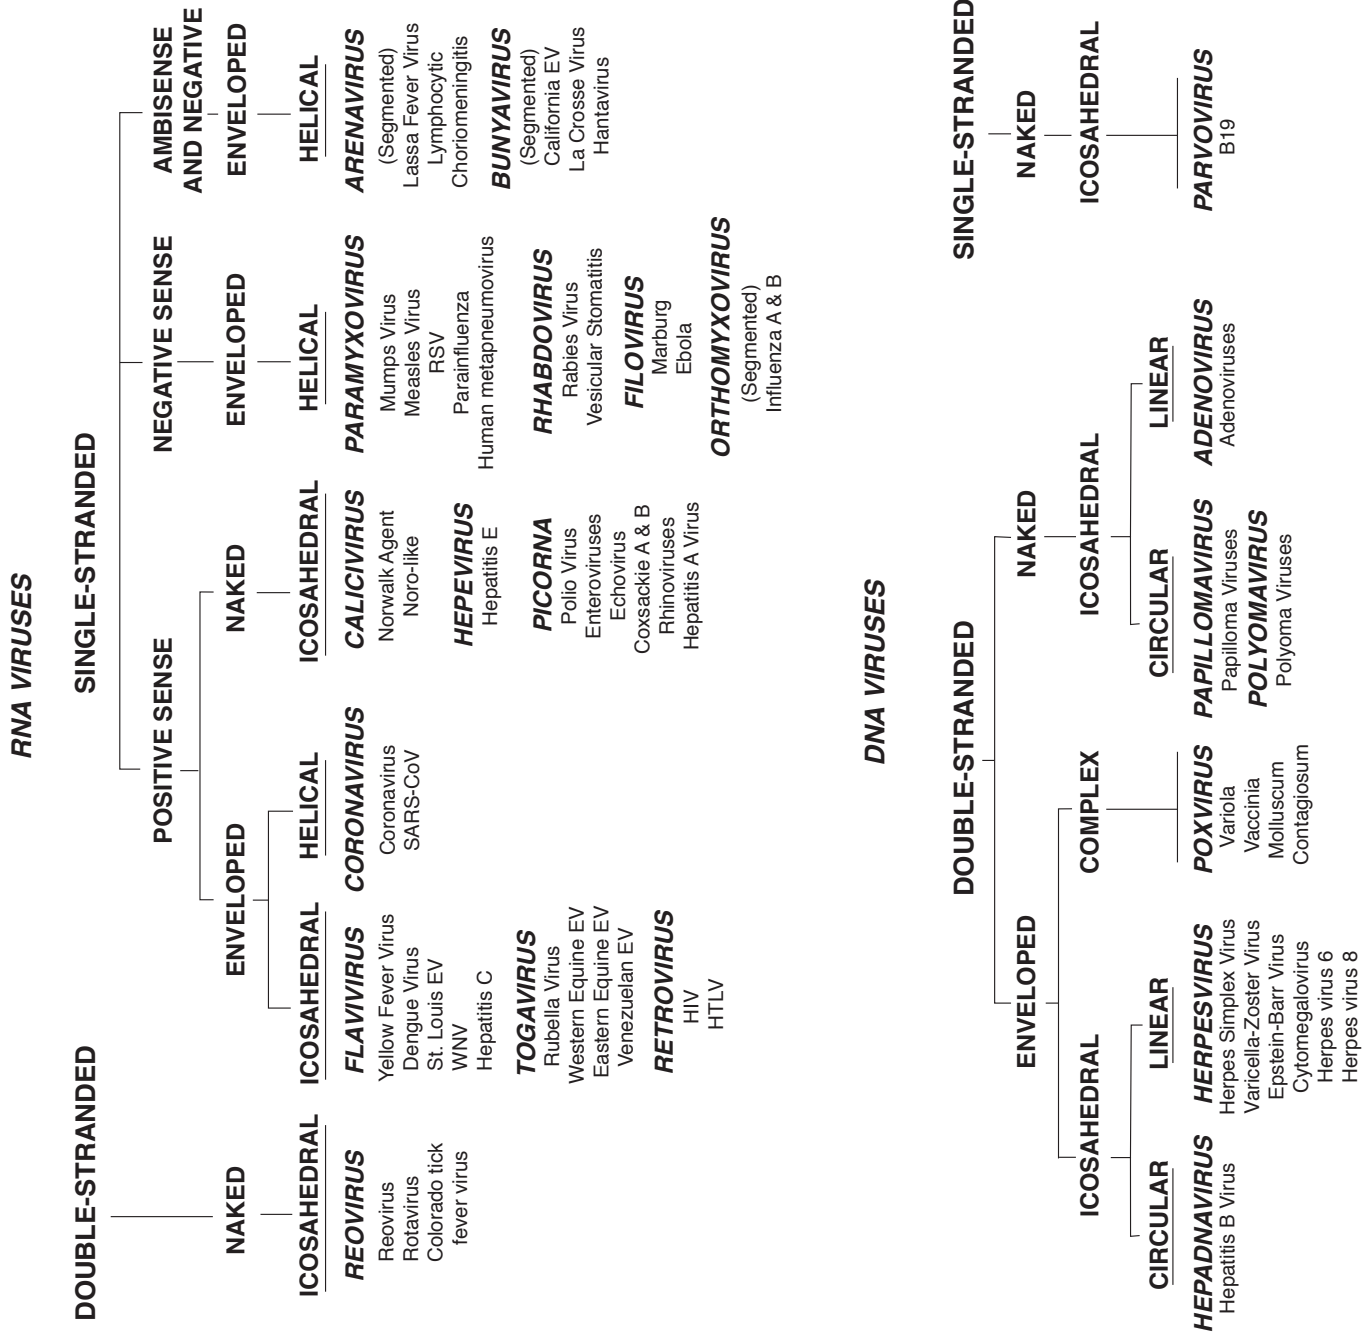 RNA VIRUSES
DOUBLE-STRANDED
NAKED
ICOSAHEDRAL
REOVIRUS
Reovirus
Rotavirus
Colorado tick
fever virus
SINGLE-STRANDED
POSITIVE SENSE
ENVELOPED
ICOSAHEDRAL
FLAVIVIRUS
Yellow Fever Virus
Dengue Virus
St. Louis EV
WNV
Hepatitis C
TOGAVIRUS
Rubella Virus
Western Equine EV
Eastern Equine EV
Venezuelan EV
RETROVIRUS
HIV
HTLV
HELICAL
CORONAVIRUS
Coronavirus
SARS-CoV
NAKED
ICOSAHEDRAL
CALICIVIRUS
Norwalk Agent
Noro-like
HEPEVIRUS
Hepatitis E
PICORNA
Polio Virus
Enteroviruses
Echovirus
Coxsackie A & B
Rhinoviruses
Hepatitis A Virus
NEGATIVE SENSE
ENVELOPED
HELICAL
PARAMYXOVIRUS
Mumps Virus
Measles Virus
RSV
Parainfluenza
Human metapneumovirus
RHABDOVIRUS
Rabies Virus
Vesicular Stomatitis
FILOVIRUS
Marburg
Ebola
ORTHOMYXOVIRUS
(Segmented)
Influenza A & B
AMBISENSE
AND NEGATIVE
ENVELOPED
HELICAL
ARENAVIRUS
(Segmented)
Lassa Fever Virus
Lymphocytic
Choriomeningitis
BUNYAVIRUS
(Segmented)
California EV
La Crosse Virus
Hantavirus
DNA VIRUSES
DOUBLE-STRANDED
ENVELOPED
ICOSAHEDRAL
CIRCULAR
HEPADNAVIRUS
Hepatitis B Virus
LINEAR
HERPESVIRUS
Herpes Simplex Virus
Varicella-Zoster Virus
Epstein-Barr Virus
Cytomegalovirus
Herpes virus 6
Herpes virus 8
COMPLEX
POXVIRUS
Variola
Vaccinia
Molluscum
Contagiosum
NAKED
ICOSAHEDRAL
CIRCULAR
PAPILLOMAVIRUS
Papilloma Viruses
POLYOMAVIRUS
Polyoma Viruses
LINEAR
ADENOVIRUS
Adenoviruses
SINGLE-STRANDED
NAKED
ICOSAHEDRAL
PARVOVIRUS
B19